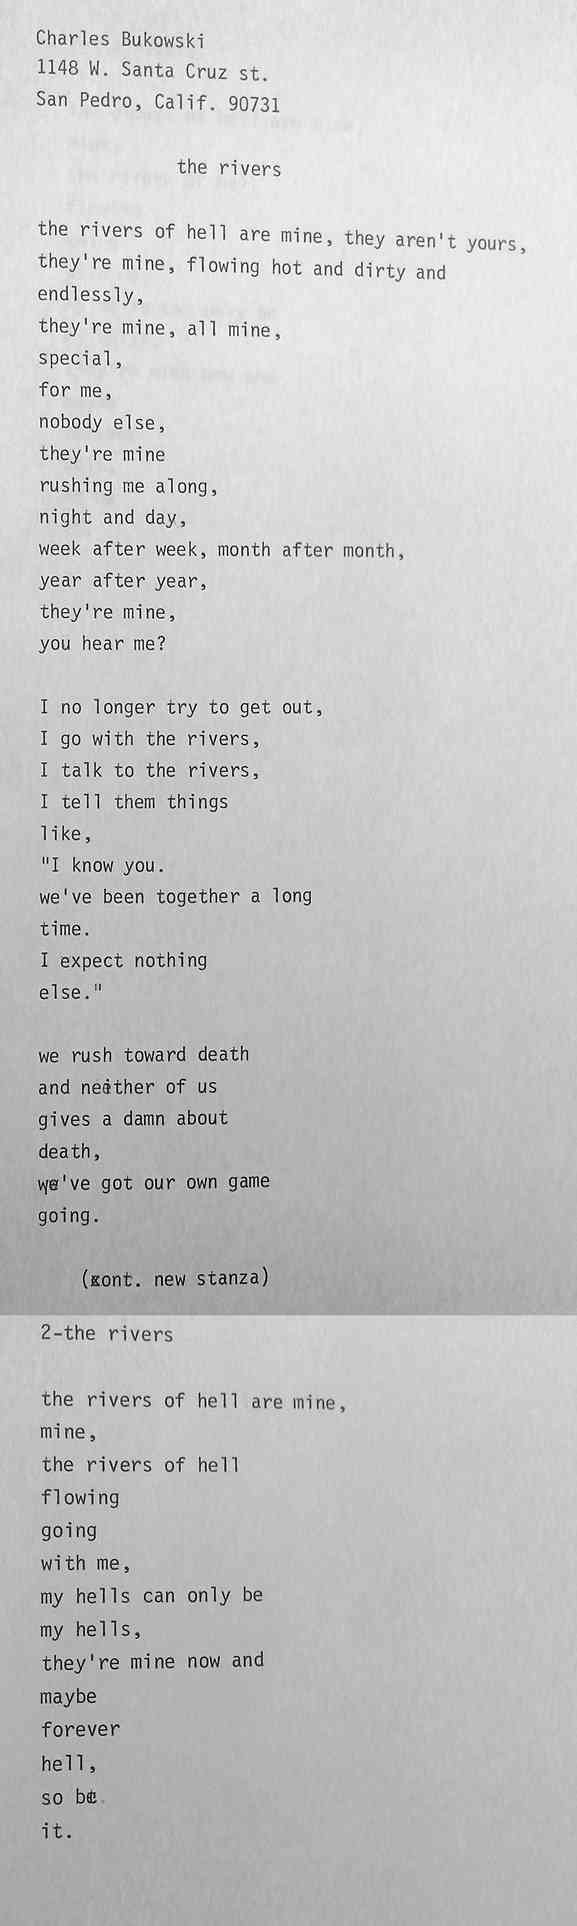 Charles Bukowski
1148 W. Santa Cruz st.
San Pedro, Calif. 90731
the rivers
the rivers of hell are mine, they aren't yours,
they're mine, flowing hot and dirty and
endlessly,
they're mine, all mine,
special,
for me,
nobody else,
they're mine
rushing me along,
night and day,
week after week, month after month,
year after year,
they're mine,
you hear me?
I no longer try to get out,
I go with the rivers,
I talk to the rivers,
I tell them things
like,
"I know you.
we've been together a long
time.
I expect nothing
else."
we rush toward death
and neither of us
gives a damn about
death,
we've got our own game
going.
(cont. new stanza)
2-the rivers
the rivers of hell are mine,
mine,
the rivers of hell
flowing
going
with me,
my hells can only be
my hells,
they're mine now and
maybe
forever
hell,
so be
it.